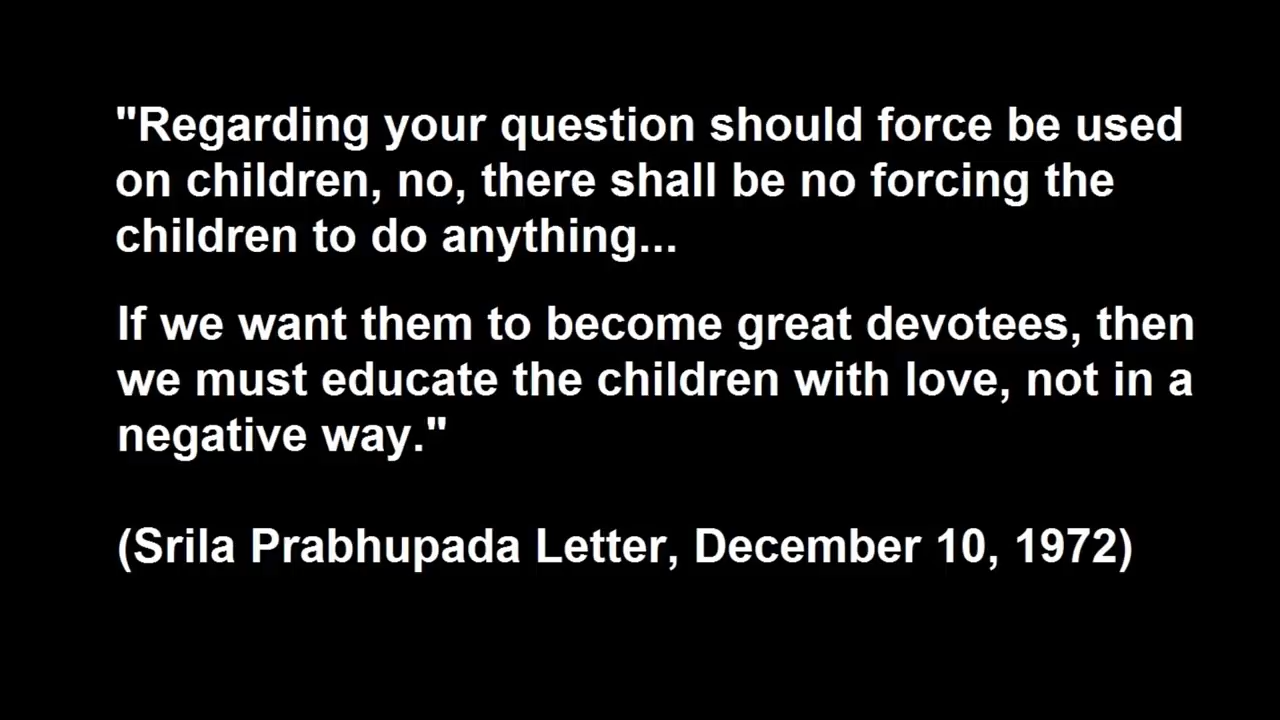 "Regarding your question should force be used
on children, no, there shall be no forcing the
children to do anything...
If we want them to become great devotees, then
we must educate the children with love, not in a
negative way."
(Srila Prabhupada Letter, December 10, 1972)